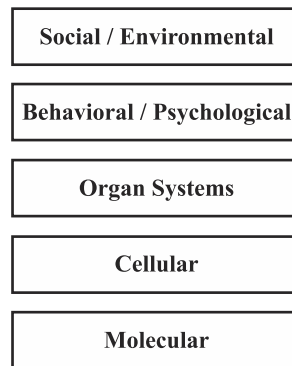 Social / Environmental
Behavioral / Psychological
Organ Systems
Cellular
Molecular